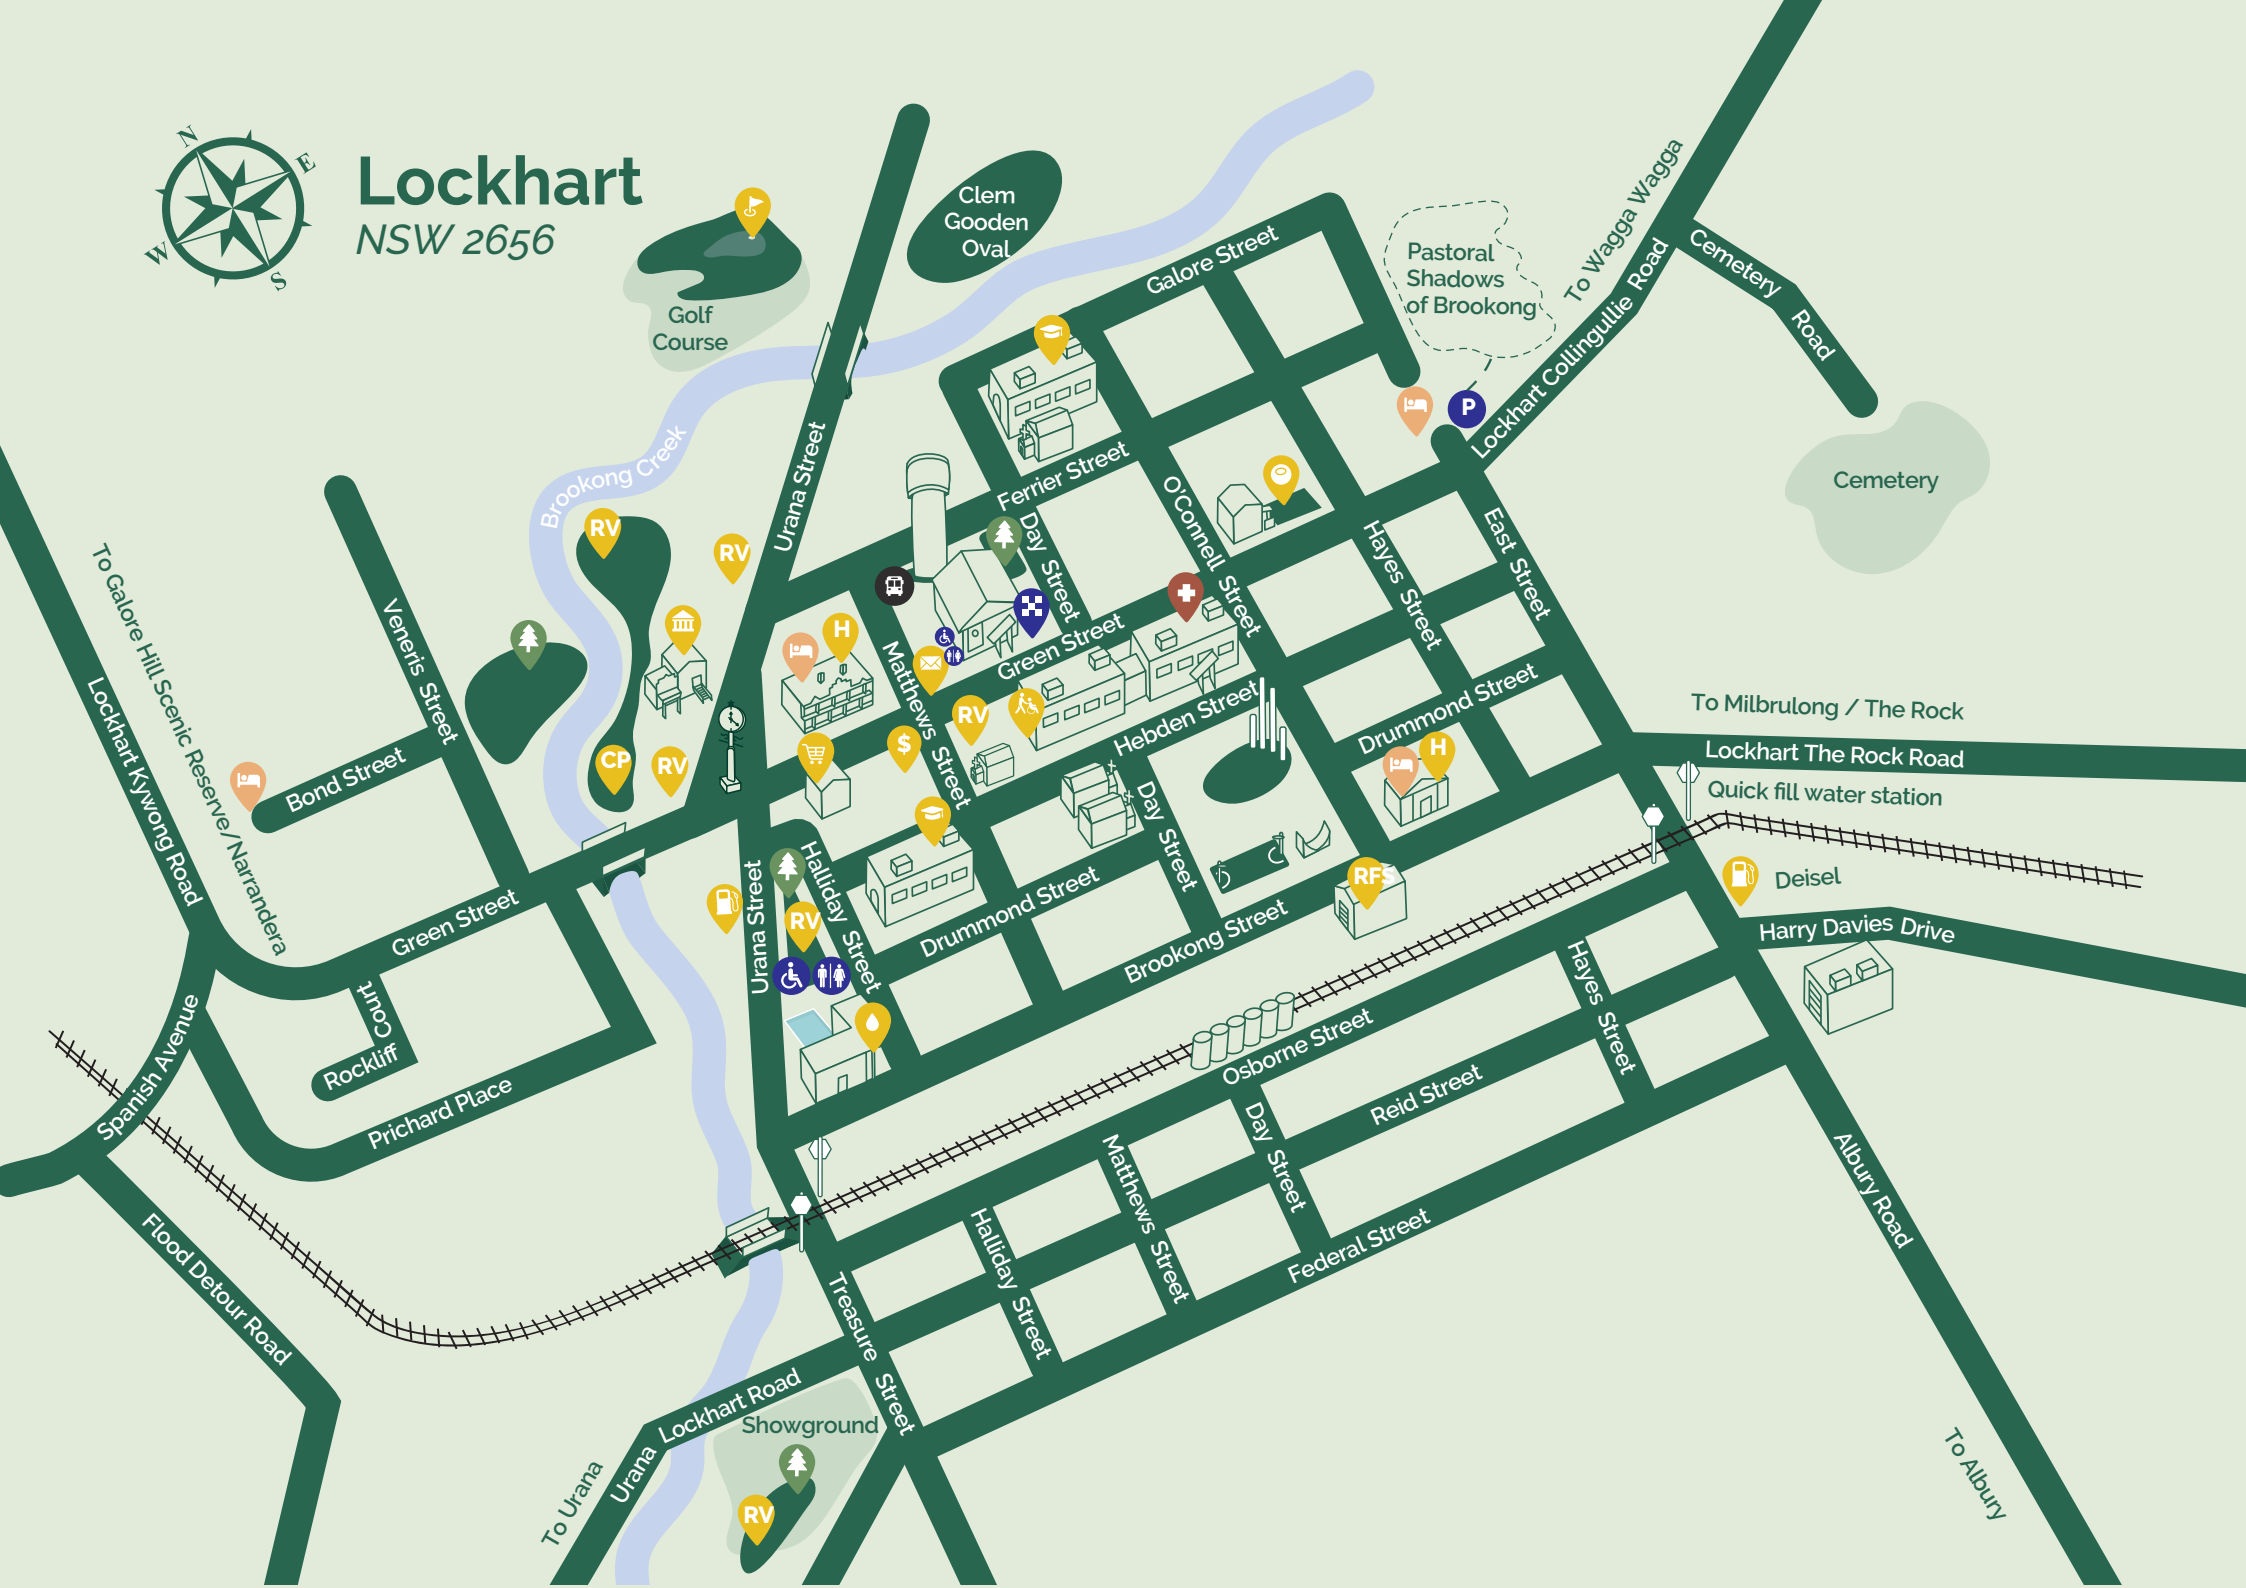 N
E
W
S
Lockhart
NSW 2656
Golf
Course
Clem
Gooden
Oval
Galore Street
Pastoral
Shadows
of Brookong
To Wagga Wagga
Lockhart Collingullie Road
Cemetery Road
Cemetery
P
Brookong Creek
Urana Street
Ferrier Street
Day Street
O'Connell Street
Hayes Street
East Street
RV
RV
H
To Galore Hill Scenic Reserve/Narrandera
Lockhart Kywong Road
Veneris Street
Bond Street
CP
RV
Matthews Street
Green Street
RV
$
Hebden Street
Drummond Street
H
To Milbrulong / The Rock
Lockhart The Rock Road
Quick fill water station
Deisel
Harry Davies Drive
Day Street
RFS
Green Street
Urana Street
Halliday Street
RV
Drummond Street
Brookong Street
Court
Rockliff
Spanish Avenue
Prichard Place
Osborne Street
Hayes Street
Reid Street
Day Street
Matthews Street
Halliday Street
Federal Street
Albury Road
Flood Detour Road
Treasure Street
Urana Lockhart Road
Showground
RV
To Urana
To Albury